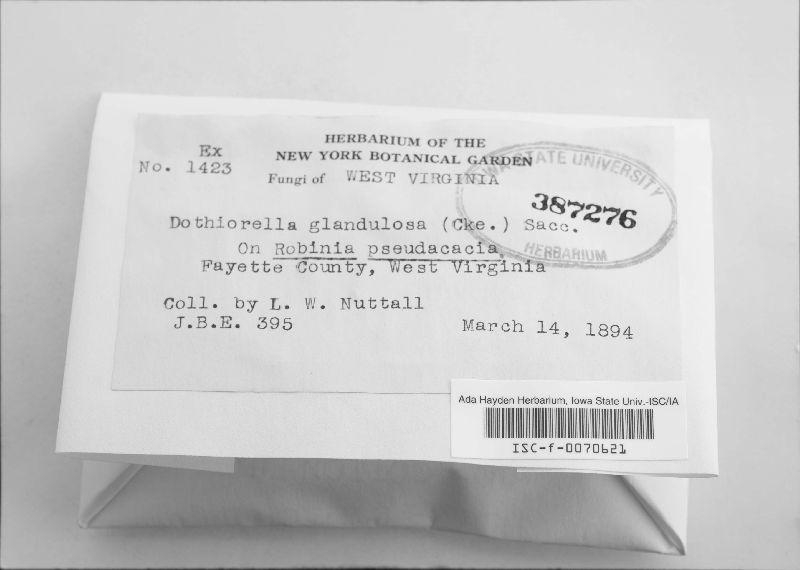 HERBARIUM OF THE
Ex
NEW YORK BOTANICAL GARDEN
No. 1423
Fungi of WEST VIRGINIA
IOWA STATE UNIVERSITY
387276
HERBARIUM
Dothiorella glandulosa (Cke.) Sacc.
On Robinia pseudacacia
Fayette County, West Virginia
Coll. by L. W. Nuttall
J.B.E. 395
March 14, 1894
Ada Hayden Herbarium, Iowa State Univ.-ISC/IA
ISC-f-0070621